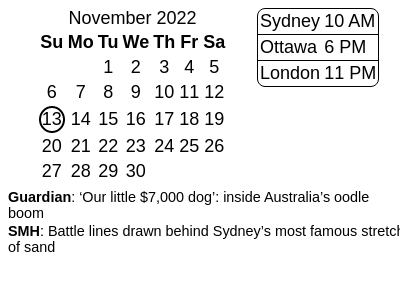 November 2022
Su Mo Tu We Th Fr Sa
1 2 3 4 5
6 7 8 9 10 11 12
13 14 15 16 17 18 19
20 21 22 23 24 25 26
27 28 29 30
Sydney 10 AM
Ottawa 6 PM
London 11 PM
Guardian: ‘Our little $7,000 dog’: inside Australia’s oodle
boom
SMH: Battle lines drawn behind Sydney’s most famous stretch
of sand